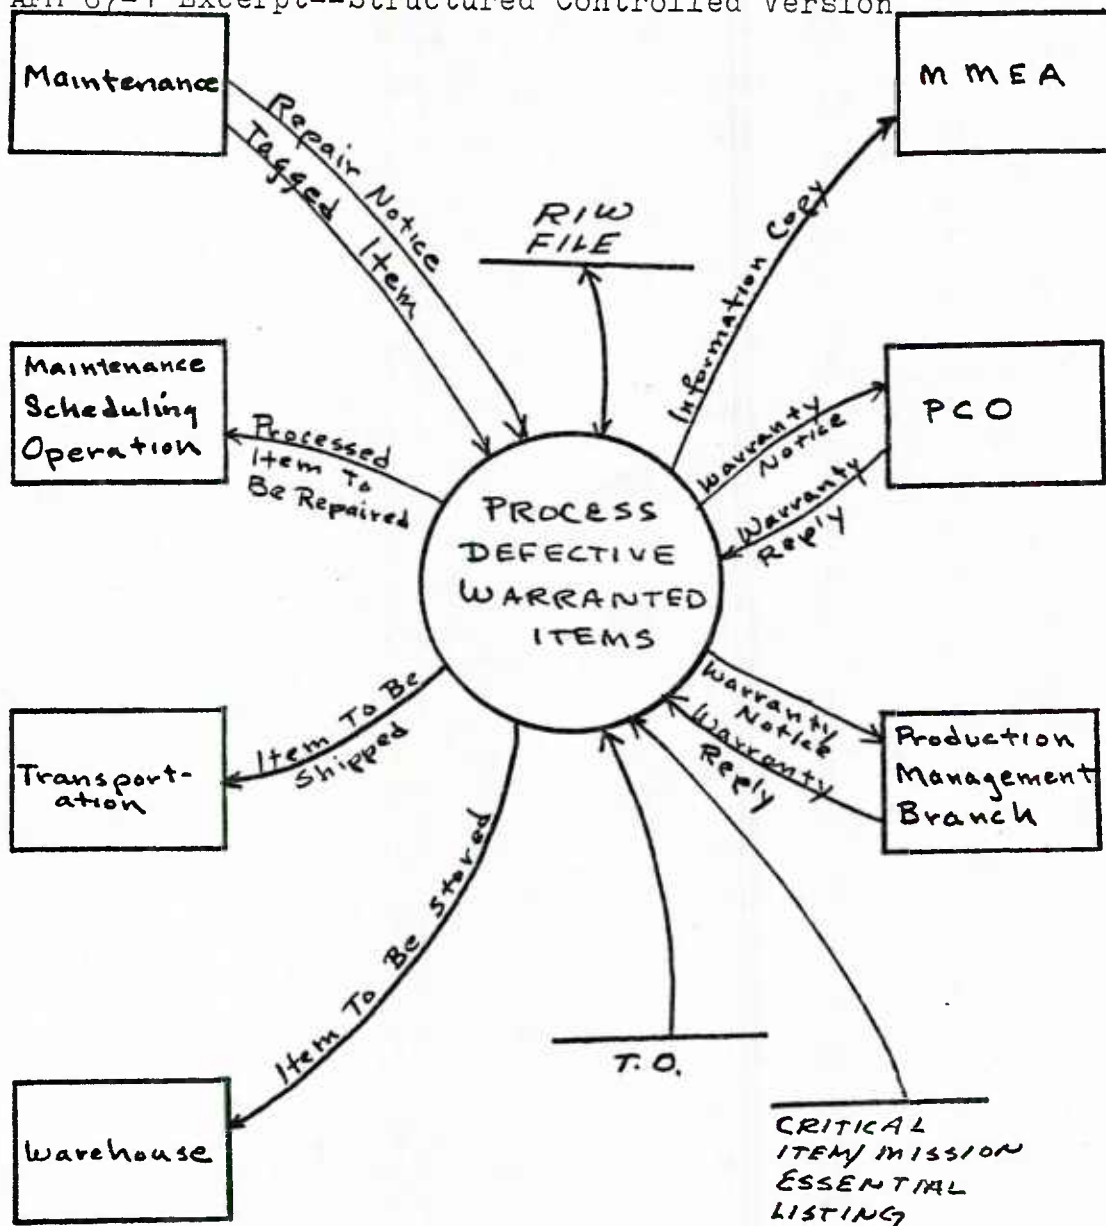 Excerpt--Structured Controlled Version
Maintenance
MMEA
Repair Notice
Tagged Item
RIW
FILE
Information Copy
Maintenance
Scheduling
Operation
Processed
Item To
Be Repaired
PCO
Warranty
Notice
Warranty
Reply
PROCESS
DEFECTIVE
WARRANTED
ITEMS
Transport-
ation
Item To Be
Shipped
Warranty
Notice
Warranty
Reply
Production
Management
Branch
Item To Be Stored
T.O.
Warehouse
CRITICAL
ITEM/MISSION
ESSENTIAL
LISTING